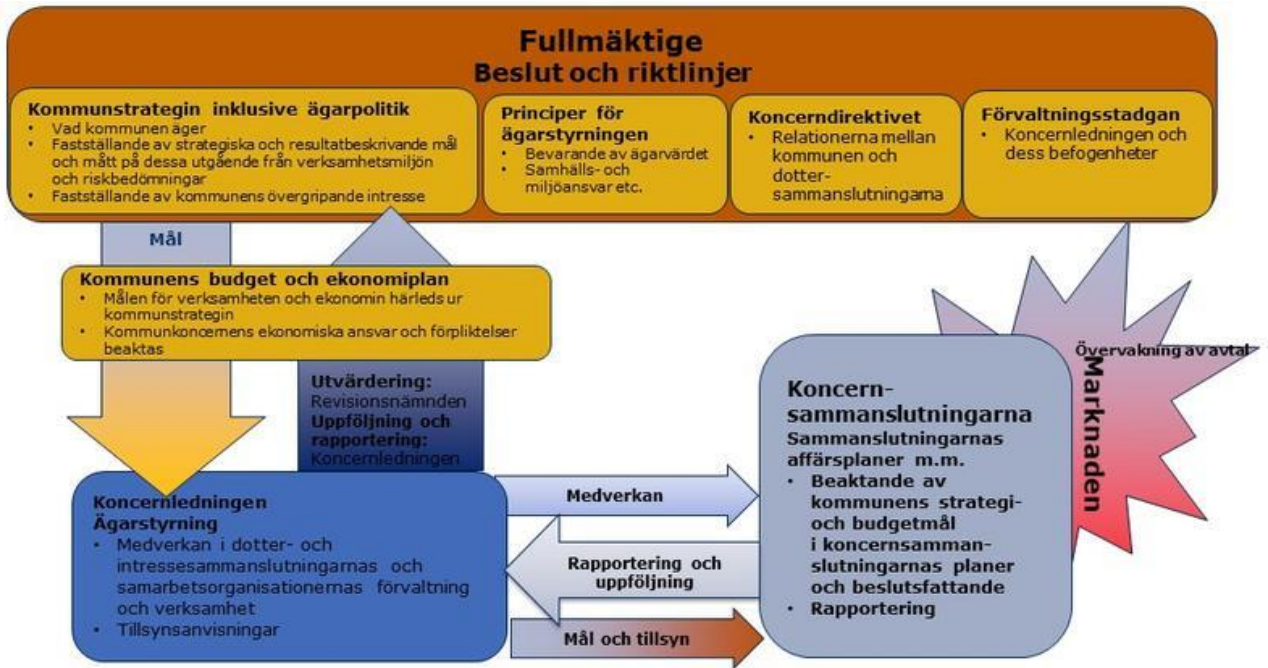 Fullmäktige
Beslut och riktlinjer
Kommunstrategin inklusive ägarpolitik
• Vad kommunen äger
• Fastställande av strategiska och resultatbeskrivande mål
och mått på dessa utgående från verksamhetsmiljön
och riskbedömningar
• Fastställande av kommunens övergripande intresse
Principer för
ägarstyrningen
• Bevarande av ägarvärdet
• Samhälls- och
miljöansvar etc.
Koncerndirektivet
• Relationerna mellan
kommunen och
dotter-
sammanslutningarna
Förvaltningsstadgan
• Koncernledningen och
dess befogenheter
Mål
Kommunens budget och ekonomiplan
• Målen för verksamheten och ekonomin härleds ur
kommunstrategin
• Kommunkoncernens ekonomiska ansvar och förpliktelser
beaktas
Utvärdering:
Revisionsnämnden
Uppföljning och
rapportering:
Koncernledningen
Koncernledningen
Ägarstyrning
• Medverkan i dotter- och
intressesammanslutningarnas och
samarbetsorganisationernas förvaltning
och verksamhet
• Tillsynsanvisningar
Medverkan
Rapportering och
uppföljning
Mål och tillsyn
Koncern-
sammanslutningarna
Sammanslutningarnas
affärsplaner m.m.
• Beaktande av
kommunens strategi-
och budgetmål
i koncernsamman-
slutningarnas planer
och beslutsfattande
• Rapportering
Övervakning av avtal
Marknaden